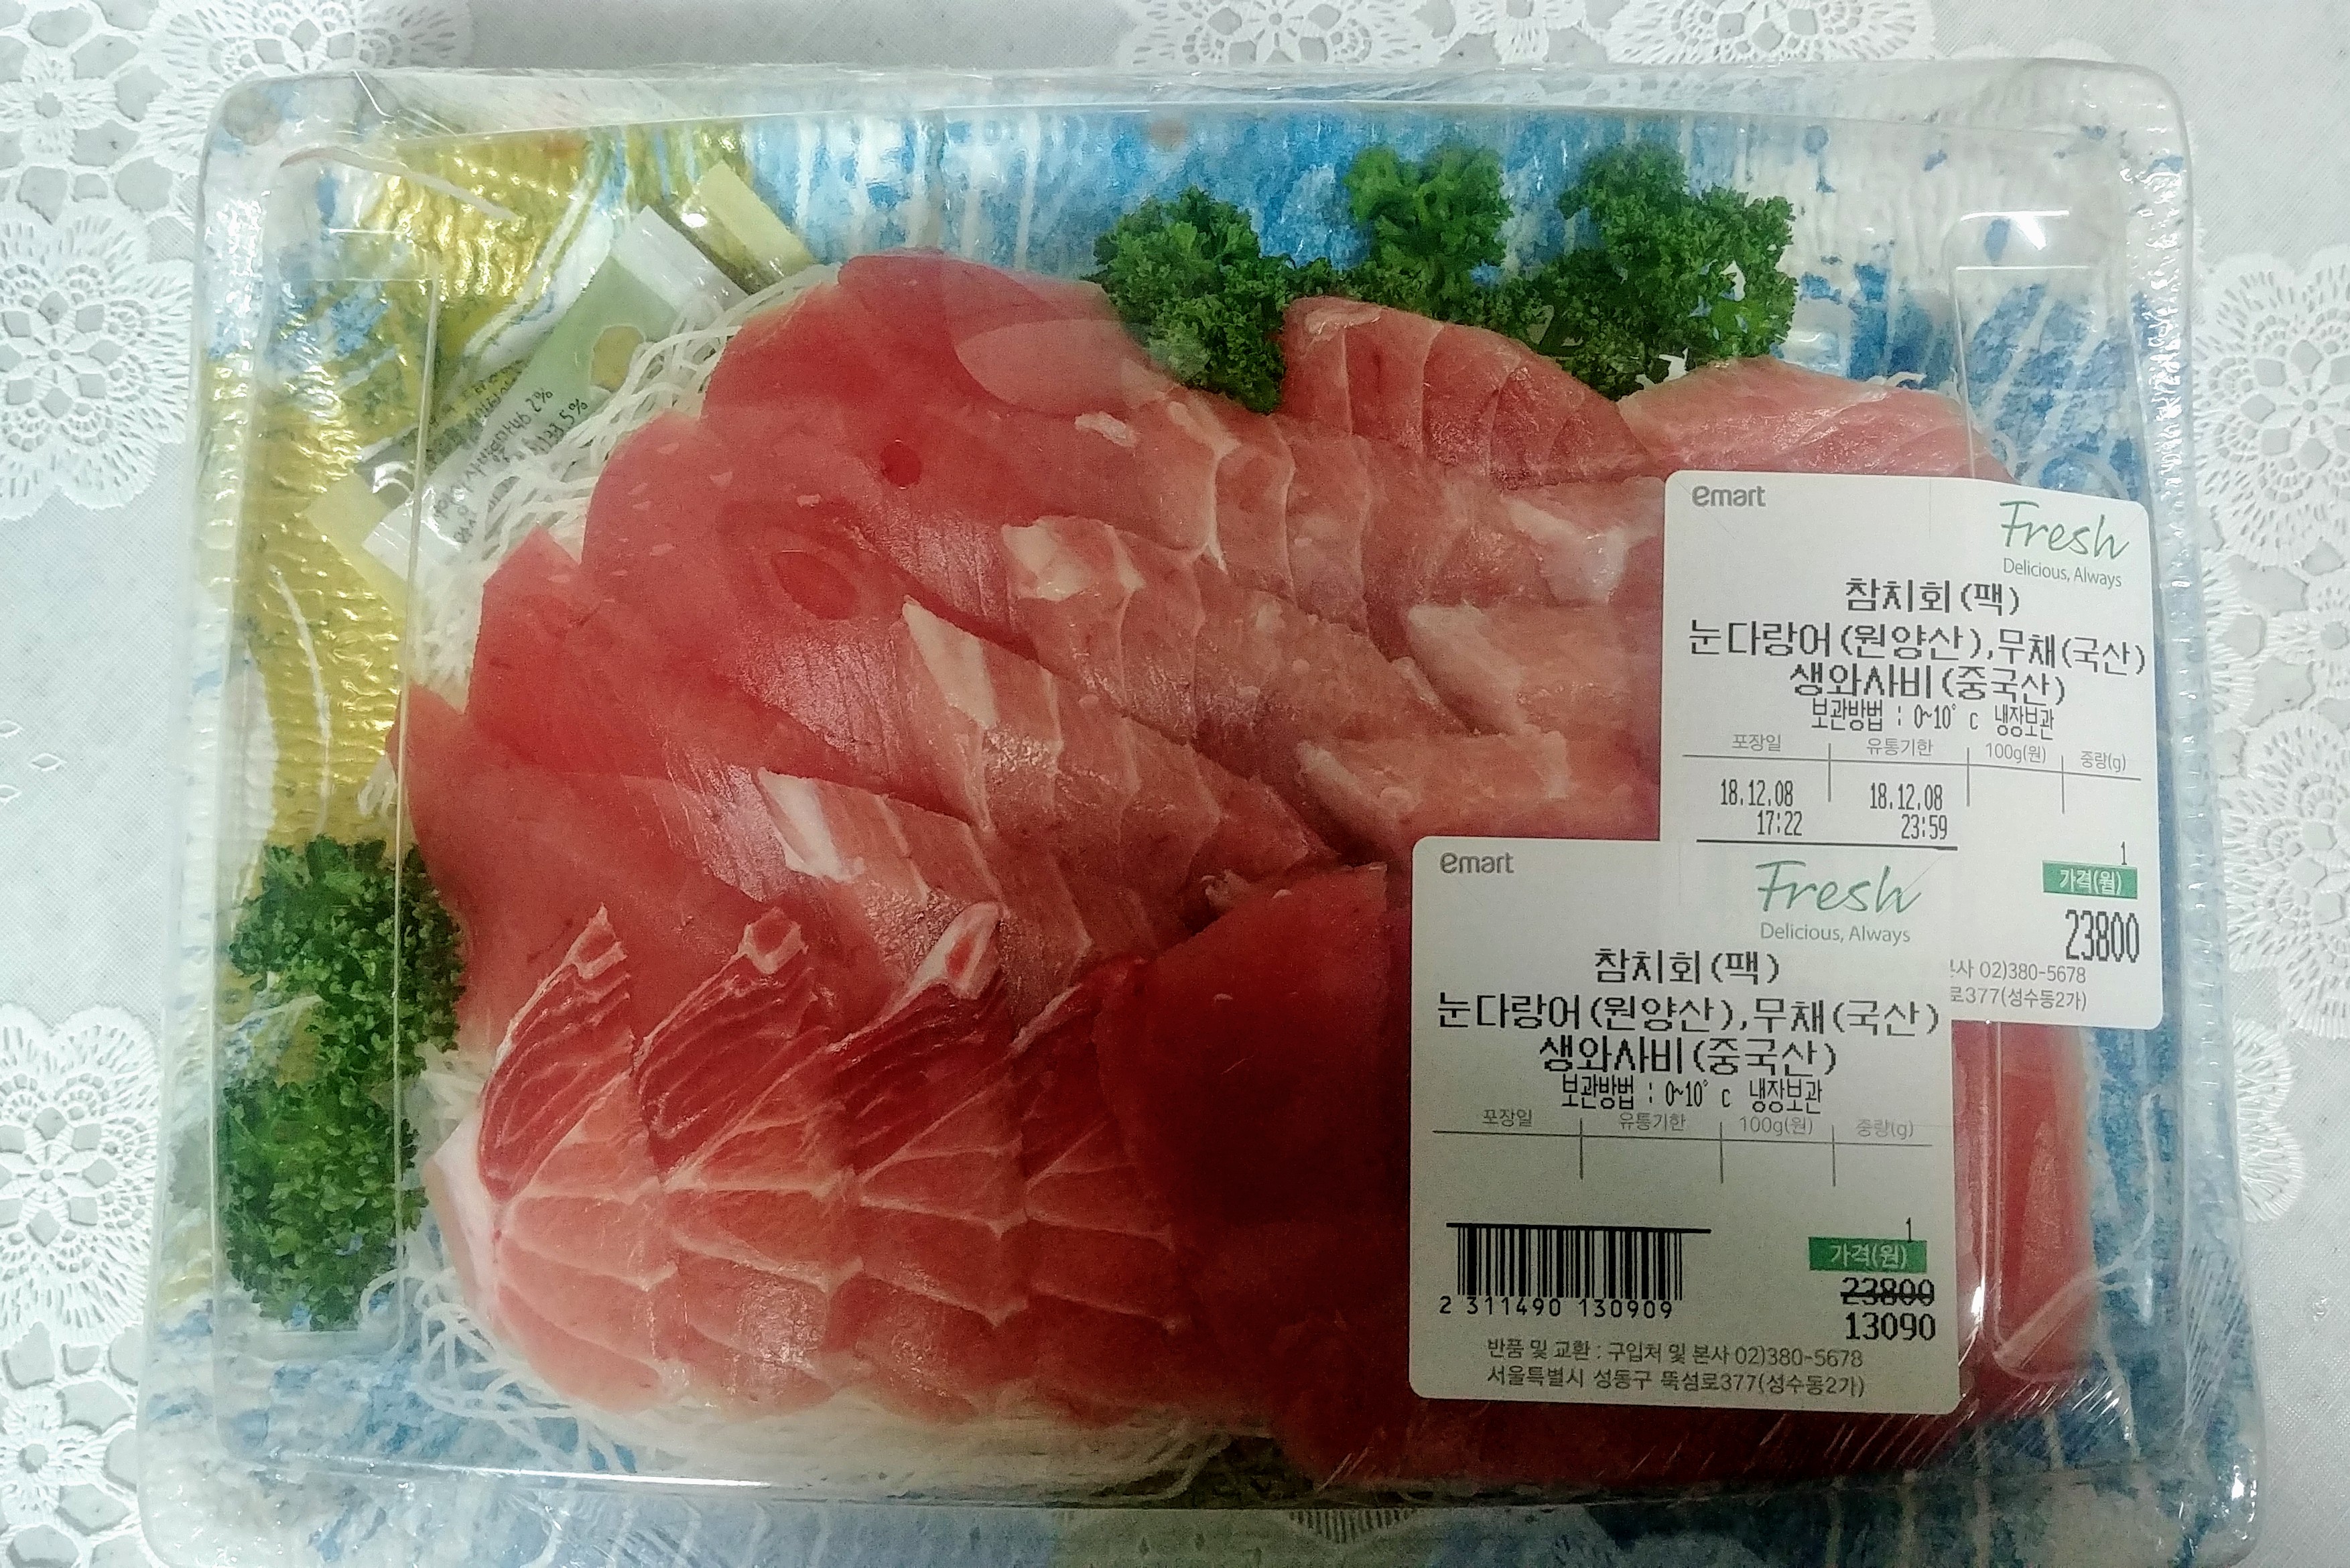 emart
Fresh
Delicious, Always
참치회(팩)
눈다랑어(원양산),무채(국산)
생와사비(중국산)
보관방법 : 0~10° c 냉장보관
포장일 유통기한 100g(원) 중량(g)
18.12.08 18.12.08
17:22 23:59
1
가격(원)
23800
사 02)380-5678
로377(성수동2가)
emart
Fresh
Delicious, Always
참치회(팩)
눈다랑어(원양산),무채(국산)
생와사비(중국산)
보관방법 : 0~10° c 냉장보관
포장일 유통기한 100g(원) 중량(g)
1
가격(원)
23800
13090
2 311490 130909
반품 및 교환 : 구입처 및 본사 02)380-5678
서울특별시 성동구 뚝섬로377(성수동2가)